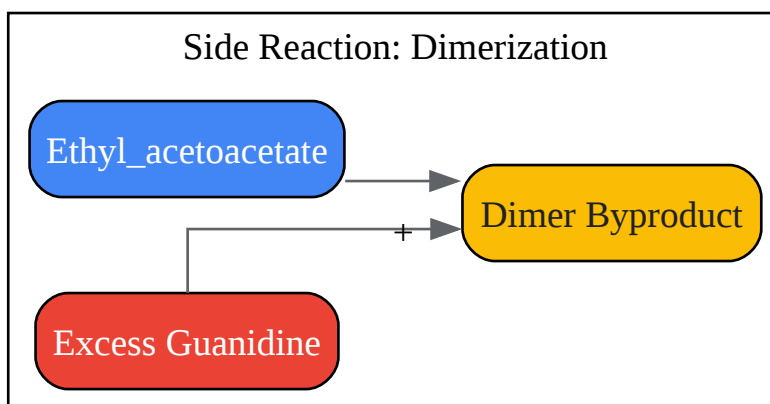 Side Reaction: Dimerization
Ethyl_acetoacetate
Dimer Byproduct
+
Excess Guanidine